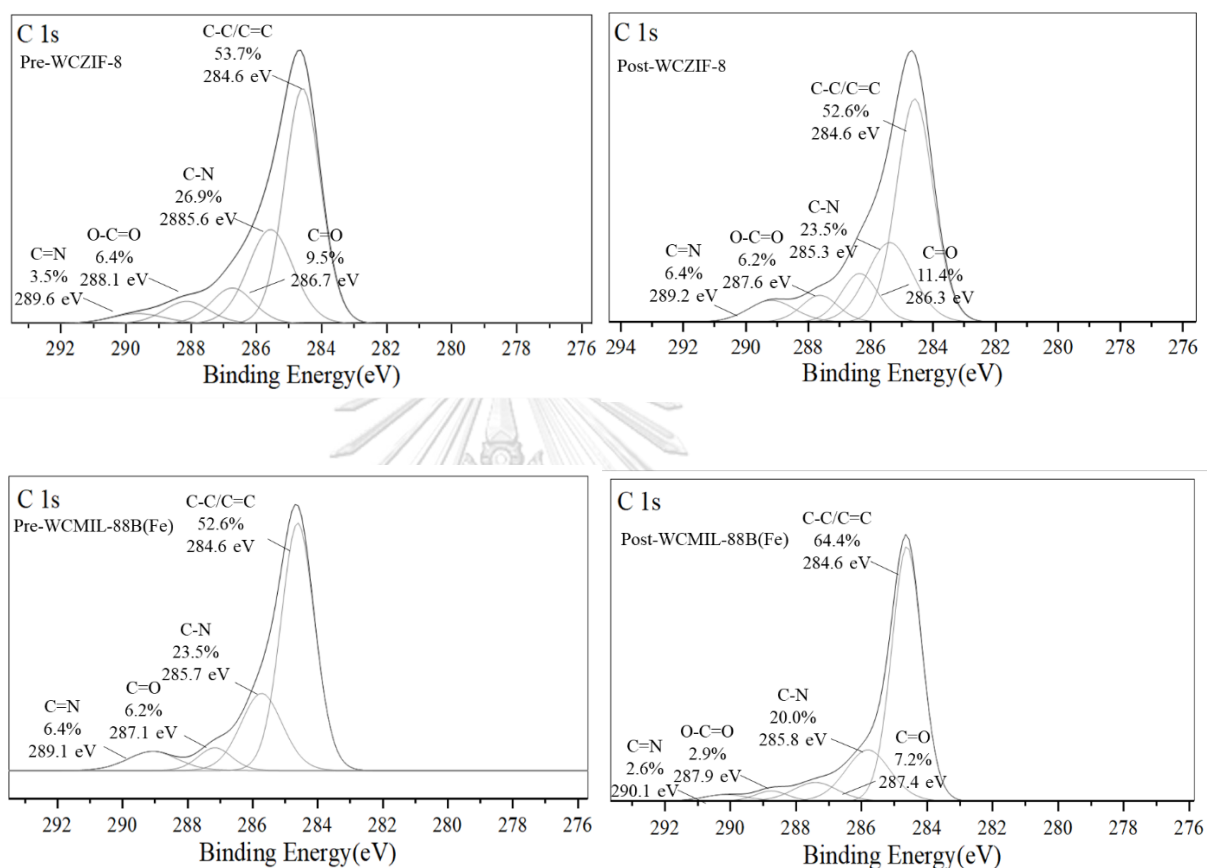 C 1s
Pre-WCZIF-8
C-C/C=C
53.7%
284.6 eV
C-N
26.9%
2885.6 eV
C=O
9.5%
286.7 eV
O-C=O
6.4%
288.1 eV
C=N
3.5%
289.6 eV
292 290 288 286 284 282 280 278 276
Binding Energy(eV)
C 1s
Post-WCZIF-8
C-C/C=C
52.6%
284.6 eV
C-N
23.5%
285.3 eV
C=O
11.4%
286.3 eV
O-C=O
6.2%
287.6 eV
C=N
6.4%
289.2 eV
294 292 290 288 286 284 282 280 278 276
Binding Energy(eV)
C 1s
Pre-WCMIL-88B(Fe)
C-C/C=C
52.6%
284.6 eV
C-N
23.5%
285.7 eV
C=O
6.2%
287.1 eV
C=N
6.4%
289.1 eV
292 290 288 286 284 282 280 278 276
Binding Energy(eV)
C 1s
Post-WCMIL-88B(Fe)
C-C/C=C
64.4%
284.6 eV
C-N
20.0%
285.8 eV
C=O
7.2%
287.4 eV
O-C=O
2.9%
287.9 eV
C=N
2.6%
290.1 eV
292 290 288 286 284 282 280 278 276
Binding Energy(eV)